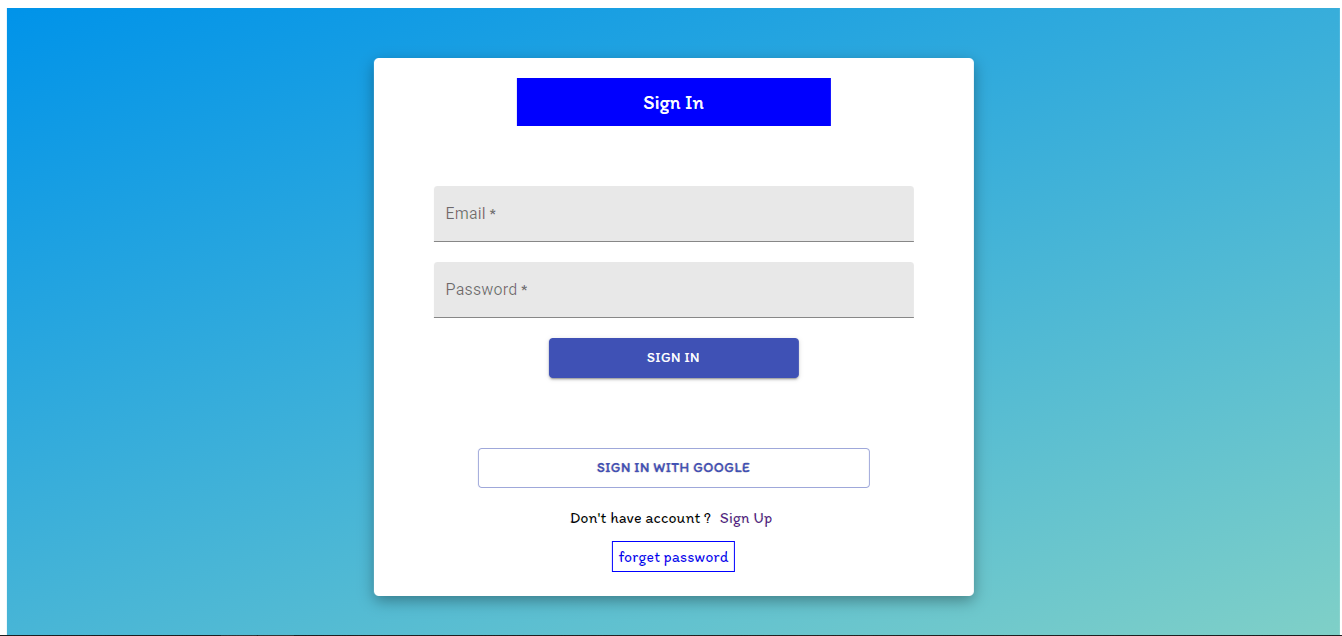 Sign In
Email *
Password *
SIGN IN
SIGN IN WITH GOOGLE
Don't have account ? Sign Up
forget password